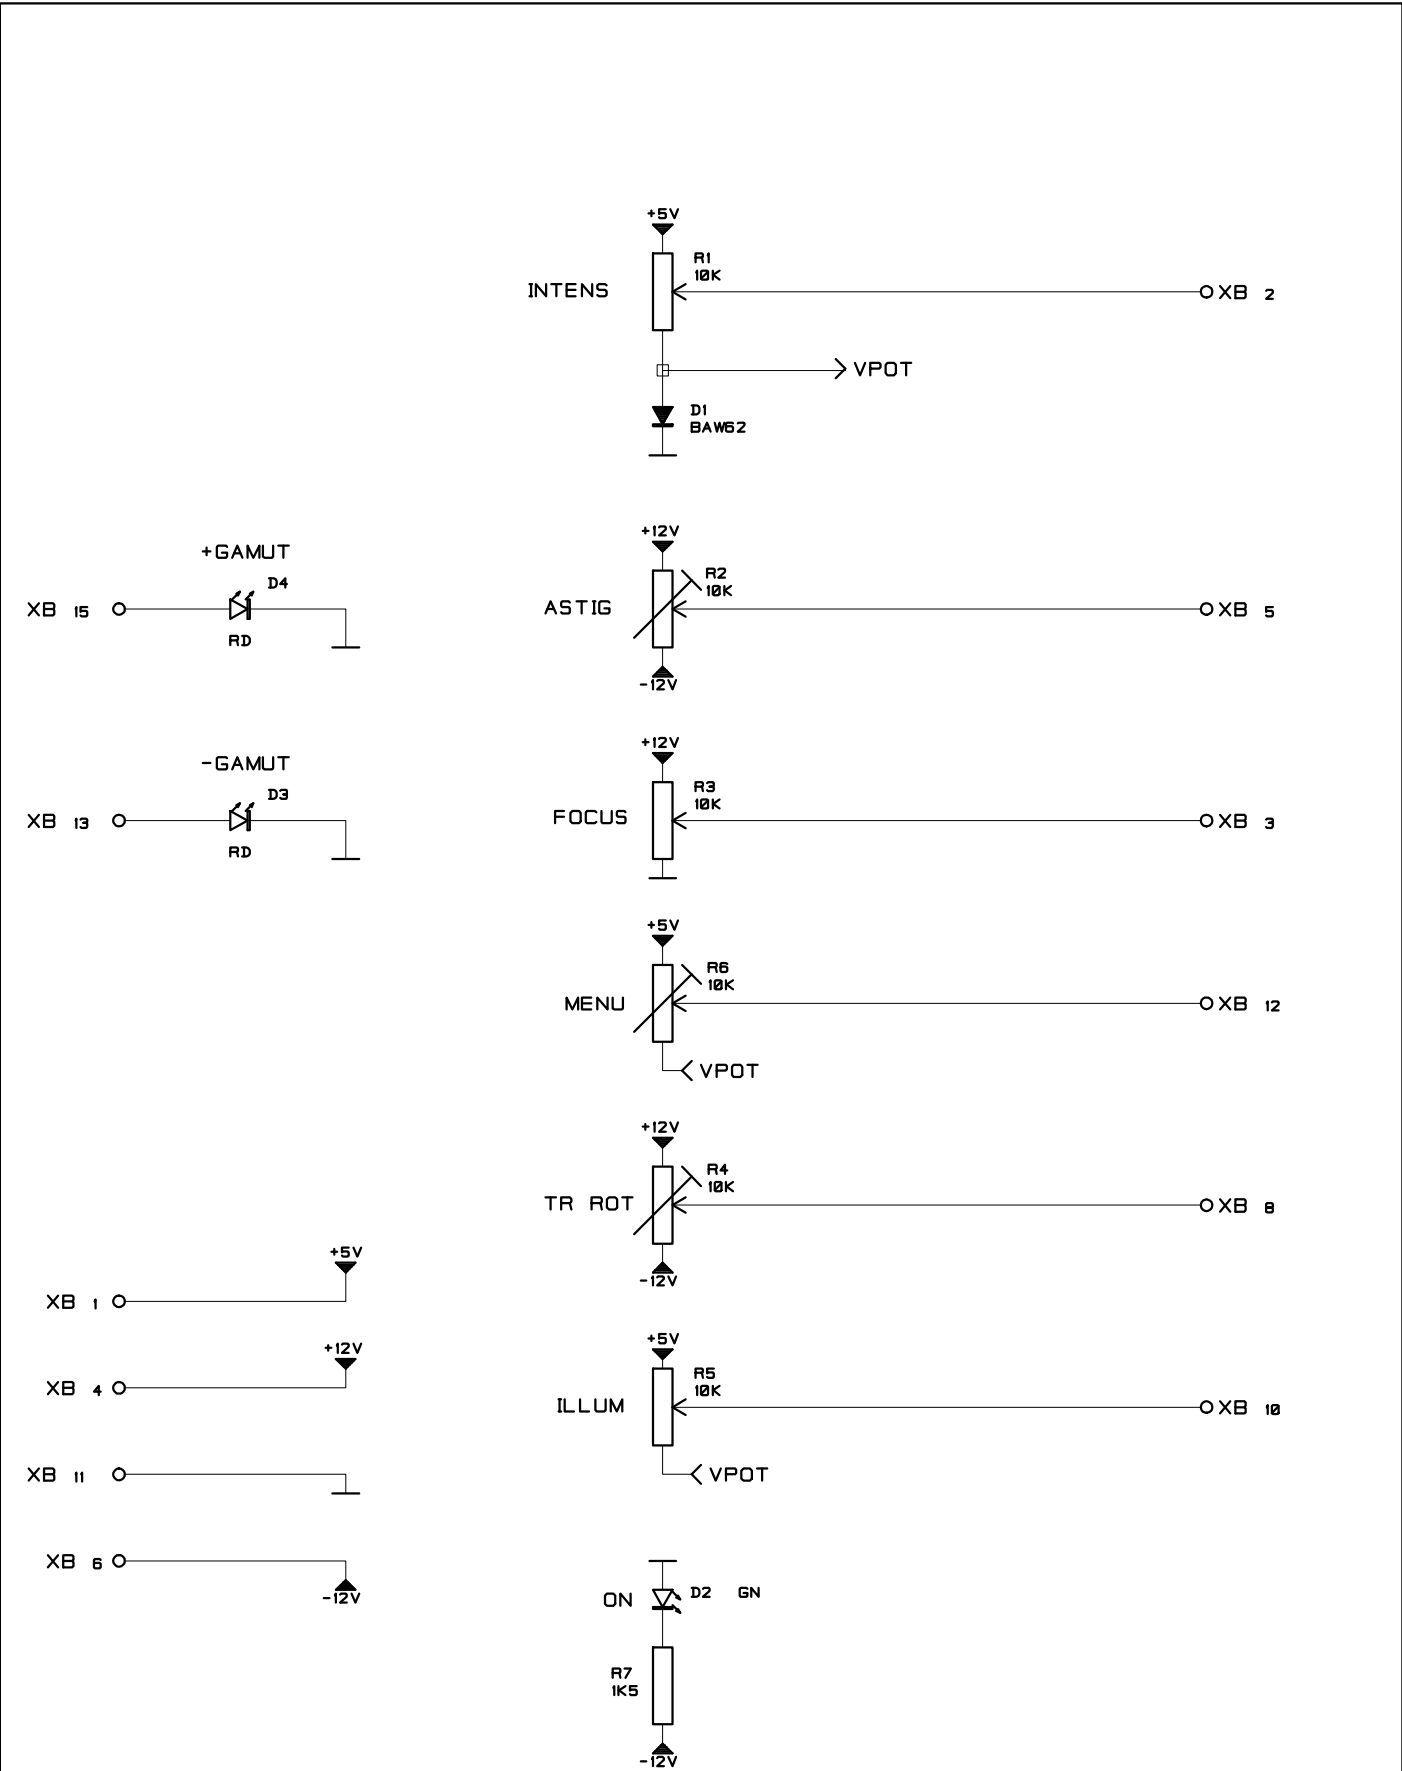 +5V
R1
10K
INTENS
XB 2
VPOT
D1
BAW62
+12V
+GAMUT
R2
10K
D4
XB 15
ASTIG
XB 5
RD
-12V
+12V
-GAMUT
R3
10K
D3
XB 13
FOCUS
XB 3
RD
+5V
R6
10K
MENU
XB 12
VPOT
+12V
R4
10K
TR ROT
XB 8
+5V
-12V
XB 1
+12V
+5V
R5
10K
XB 4
ILLUM
XB 10
XB 11
VPOT
XB 6
-12V
ON
D2 GN
R7
1K5
-12V